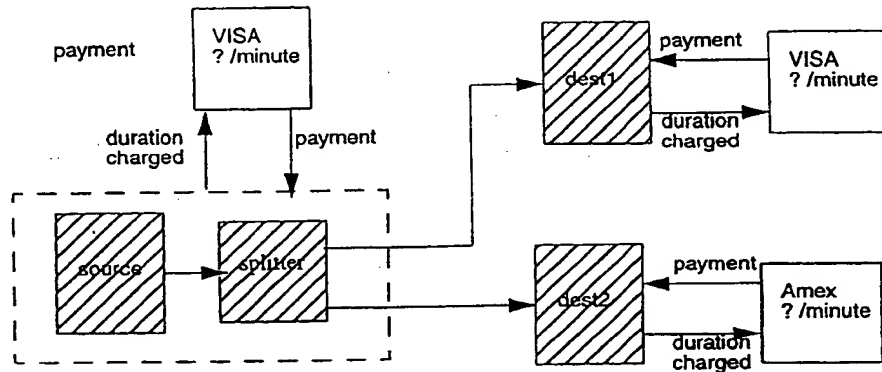 payment
VISA
? /minute
duration
charged
payment
source
splitter
dest1
payment
duration
charged
VISA
? /minute
dest2
payment
duration
charged
Amex
? /minute